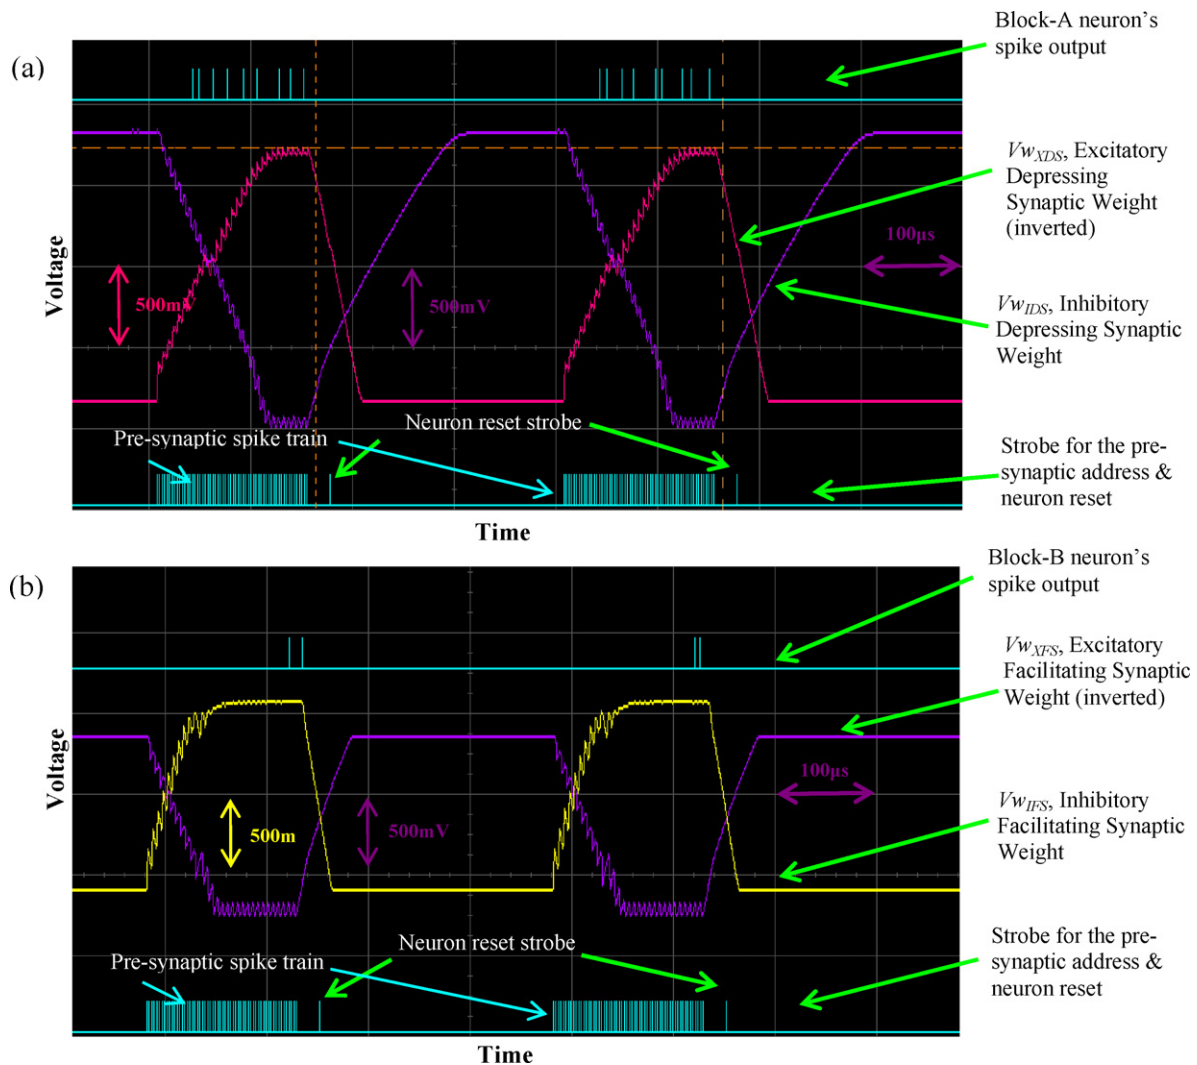 (a)
Block-A neuron's
spike output
Vw_XDS, Excitatory
Depressing
Synaptic Weight
(inverted)
100µs
Voltage
500mV
500mV
Vw_IDS, Inhibitory
Depressing Synaptic
Weight
Neuron reset strobe
Pre-synaptic spike train
Strobe for the pre-
synaptic address &
neuron reset
Time
(b)
Block-B neuron's
spike output
Vw_XFS, Excitatory
Facilitating Synaptic
Weight (inverted)
Voltage
100µs
500m
500mV
Vw_IFS, Inhibitory
Facilitating Synaptic
Weight
Neuron reset strobe
Pre-synaptic spike train
Strobe for the pre-
synaptic address &
neuron reset
Time